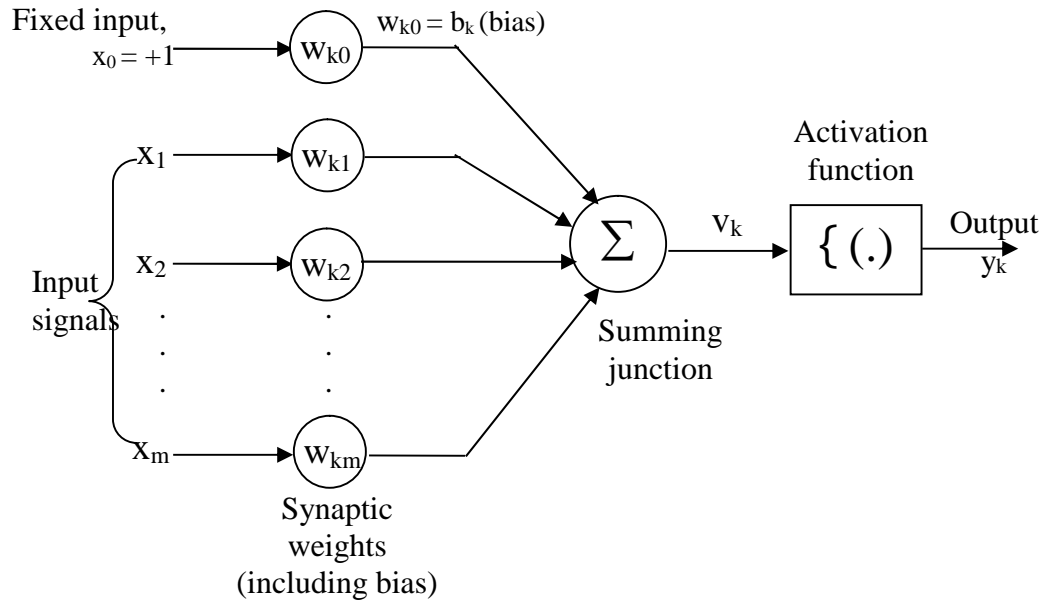 Fixed input,
x₀ = +1
wₖ₀
wₖ₀ = bₖ (bias)
x₁
wₖ₁
Activation
function
x₂
wₖ₂
Σ
vₖ
{ (.)
Output
yₖ
Input
signals
. .
. .
. .
Summing
junction
xₘ
wₖₘ
Synaptic
weights
(including bias)